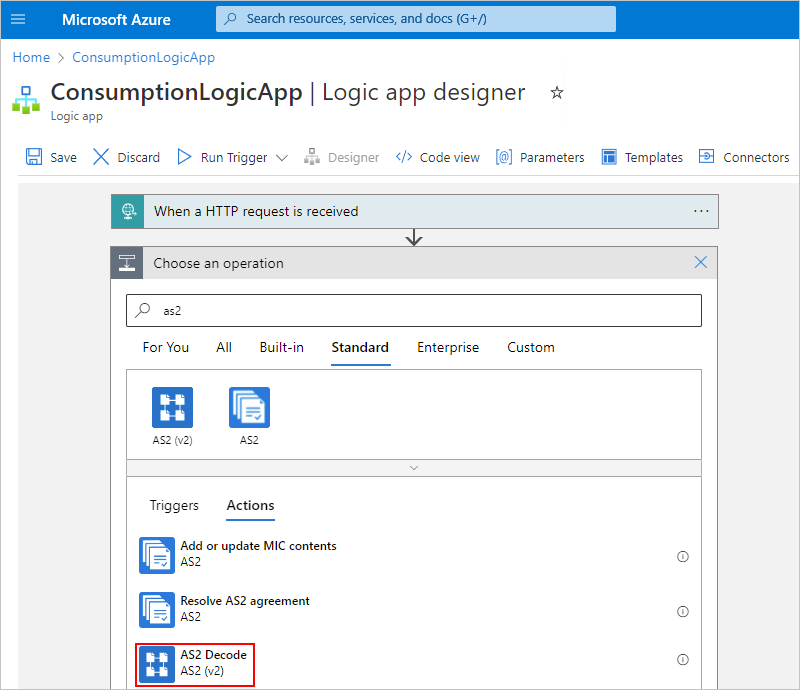 Microsoft Azure
Search resources, services, and docs (G+/)
Home > ConsumptionLogicApp
ConsumptionLogicApp | Logic app designer
Logic app
Save Discard Run Trigger Designer Code view [@] Parameters Templates Connectors
When a HTTP request is received ...
Choose an operation
as2
For You All Built-in Standard Enterprise Custom
AS2 (v2) AS2
Triggers Actions
Add or update MIC contents
AS2
Resolve AS2 agreement
AS2
AS2 Decode
AS2 (v2)